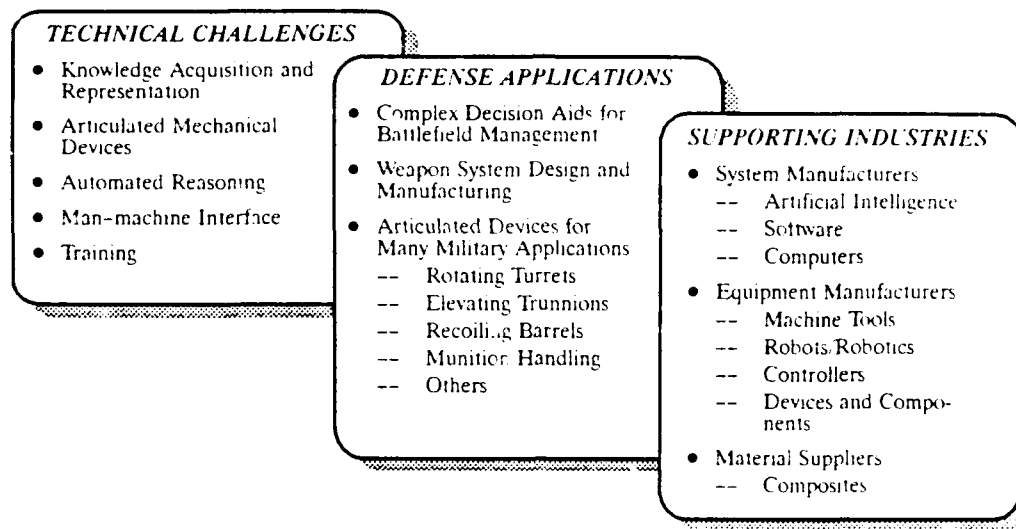 TECHNICAL CHALLENGES
● Knowledge Acquisition and
Representation
● Articulated Mechanical
Devices
● Automated Reasoning
● Man-machine Interface
● Training
DEFENSE APPLICATIONS
● Complex Decision Aids for
Battlefield Management
● Weapon System Design and
Manufacturing
● Articulated Devices for
Many Military Applications
-- Rotating Turrets
-- Elevating Trunnions
-- Recoiling Barrels
-- Munition Handling
-- Others
SUPPORTING INDUSTRIES
● System Manufacturers
-- Artificial Intelligence
-- Software
-- Computers
● Equipment Manufacturers
-- Machine Tools
-- Robots/Robotics
-- Controllers
-- Devices and Compo-
nents
● Material Suppliers
-- Composites